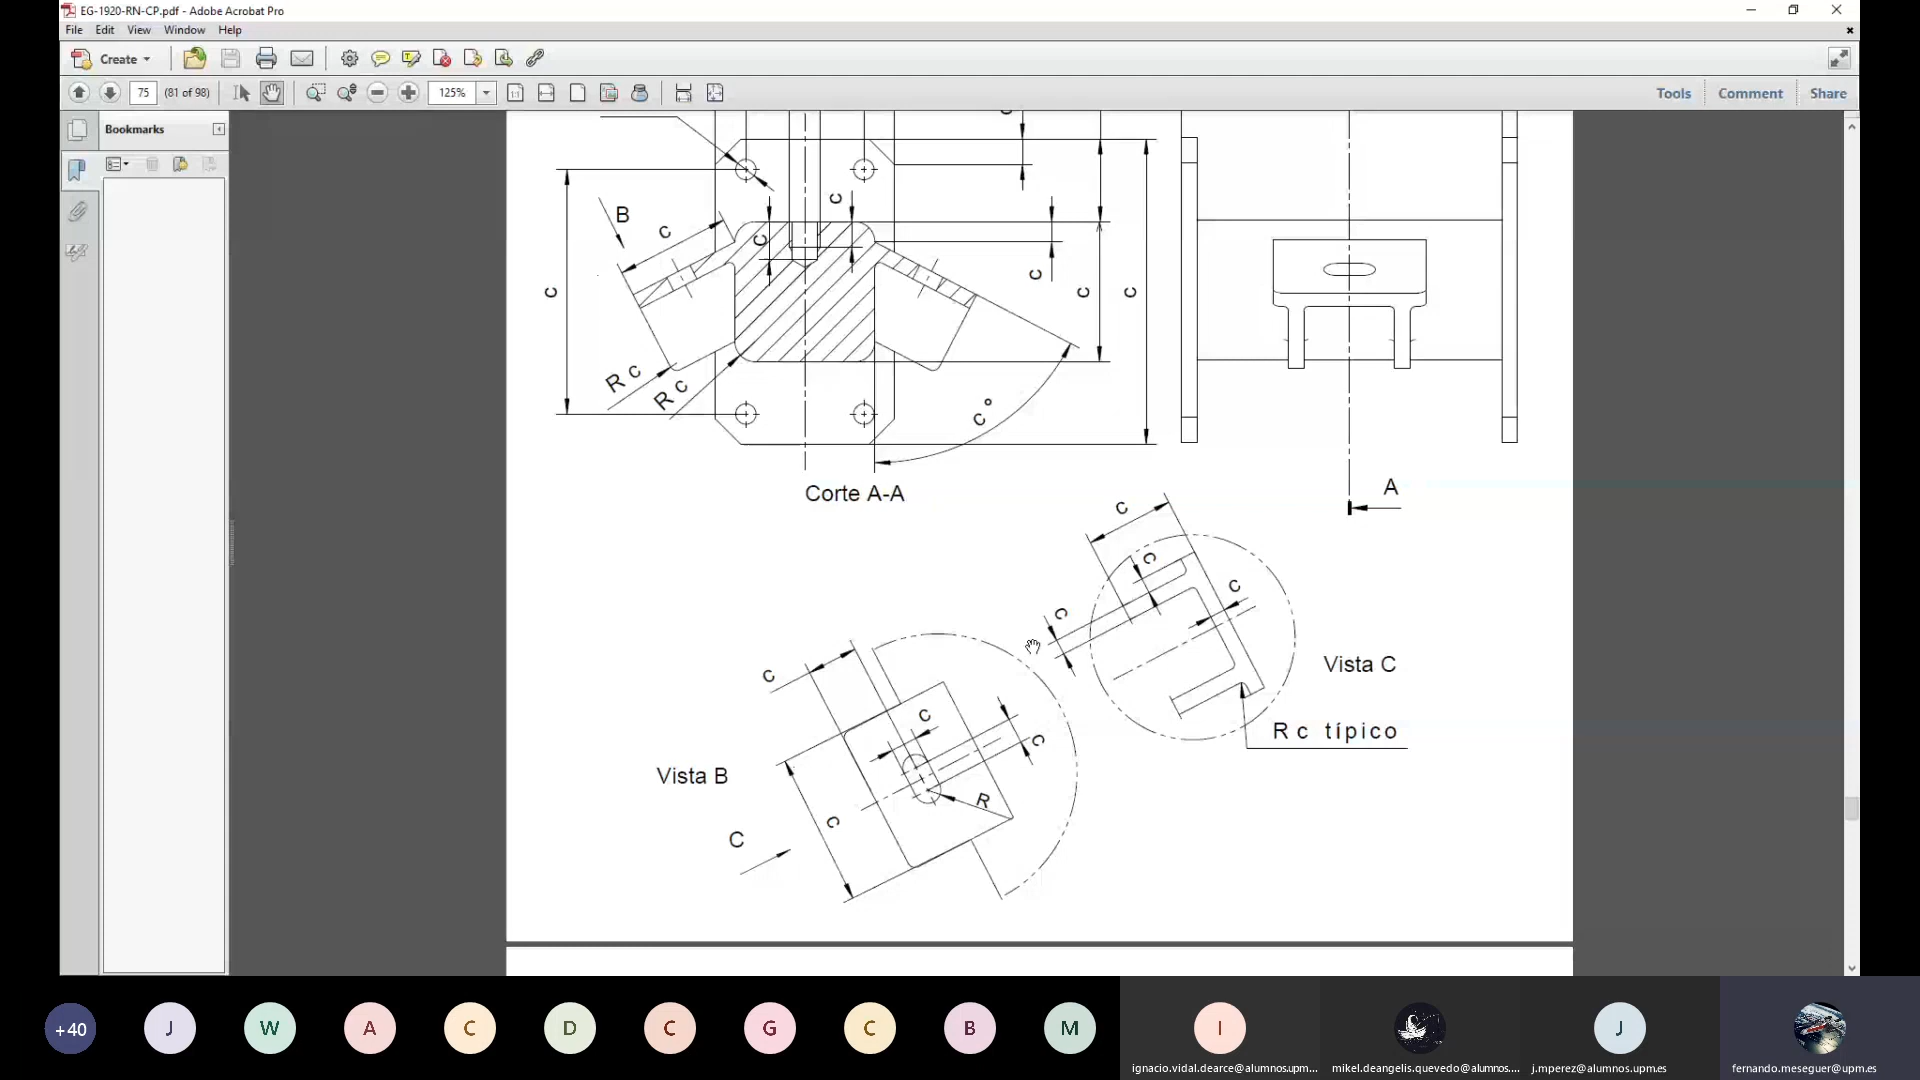 EG-1920-RN-CP.pdf - Adobe Acrobat Pro
File Edit View Window Help
Create
75 (81 of 98) 125% Tools Comment Share
Bookmarks
c
c
B
c
c
c
c
c
c
c
R c
R c
c°
Corte A-A
A
c
c
c
c
Vista C
R c típico
c
c
c
Vista B
R
c
C
+40 J W A C D C G C B M I J
ignacio.vidal.dearce@alumnos.upm... mikel.deangelis.quevedo@alumnos.... j.mperez@alumnos.upm.es fernando.meseguer@upm.es